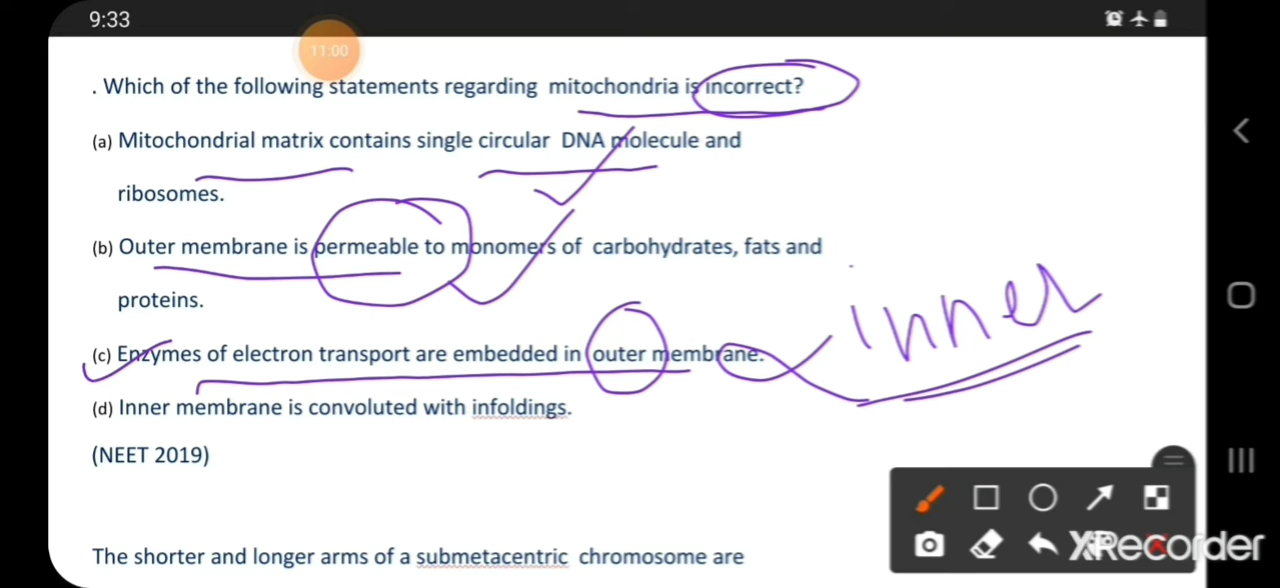 9:33
11:00
. Which of the following statements regarding mitochondria is incorrect?
(a) Mitochondrial matrix contains single circular DNA molecule and
ribosomes.
(b) Outer membrane is permeable to monomers of carbohydrates, fats and
proteins.
inner
(c) Enzymes of electron transport are embedded in outer membrane.
(d) Inner membrane is convoluted with infoldings.
(NEET 2019)
The shorter and longer arms of a submetacentric chromosome are
XRecorder